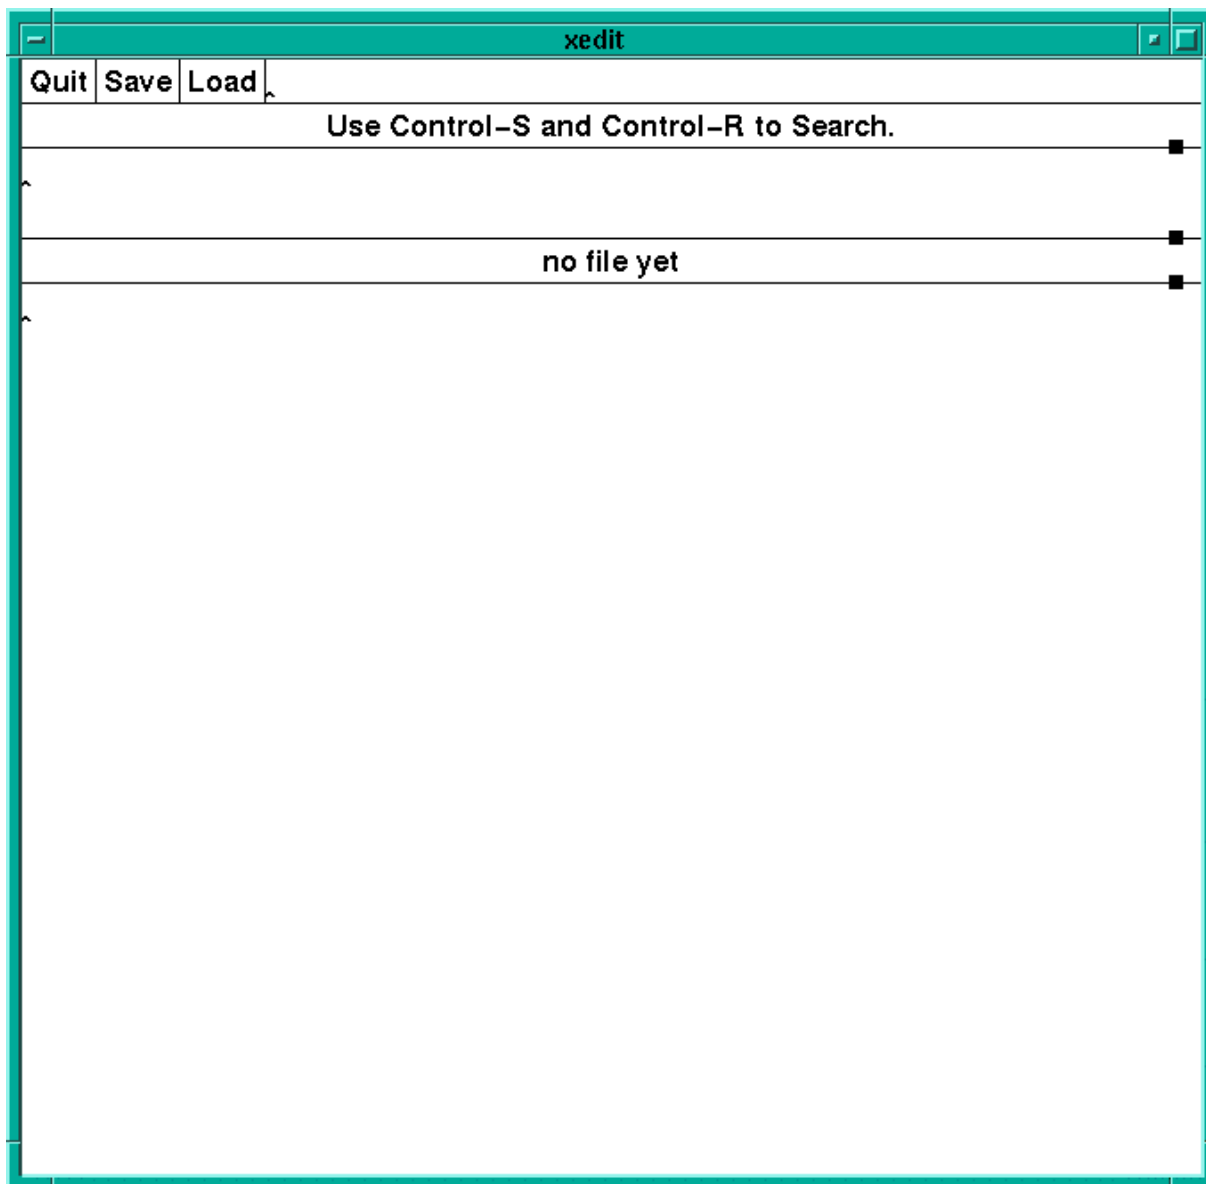 xedit
Quit Save Load
Use Control-S and Control-R to Search.
no file yet